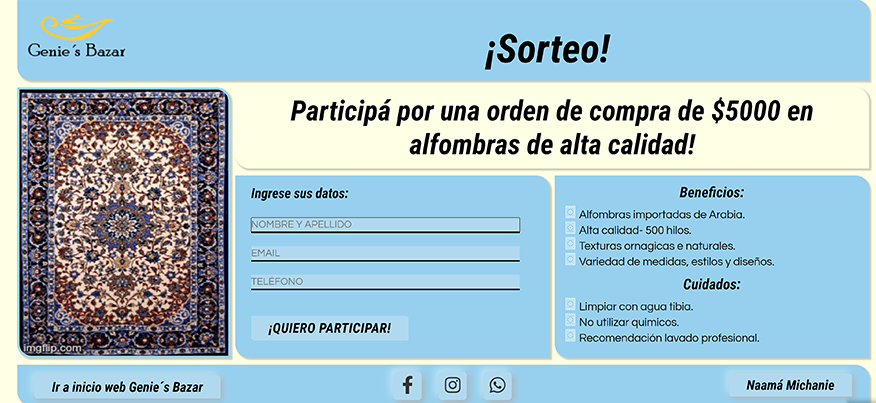 Genie´s Bazar
¡Sorteo!
Participá por una orden de compra de $5000 en
alfombras de alta calidad!
imgflip.com
Ingrese sus datos:
NOMBRE Y APELLIDO
EMAIL
TELÉFONO
¡QUIERO PARTICIPAR!
Beneficios:
Alfombras importadas de Arabia.
Alta calidad- 500 hilos.
Texturas ornagicas e naturales.
Variedad de medidas, estilos y diseños.
Cuidados:
Limpiar con agua tibia.
No utilizar quimicos.
Recomendación lavado profesional.
Ir a inicio web Genie´s Bazar
Naamá Michanie